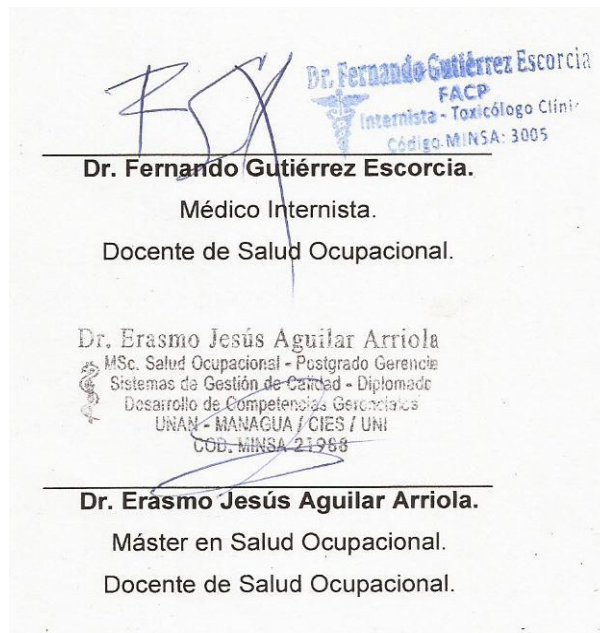 Dr. Fernando Gutiérrez Escorcia
FACP
Internista - Toxicólogo Clíni
Código MINSA: 3005
Dr. Fernando Gutiérrez Escorcia.
Médico Internista.
Docente de Salud Ocupacional.
Dr. Erasmo Jesús Aguilar Arriola
MSc. Salud Ocupacional - Postgrado Gerencia
Sistemas de Gestión de Calidad - Diplomado
Desarrollo de Competencias Gerenciales
UNAN - MANAGUA / CIES / UNI
COD. MINSA 21988
Dr. Erasmo Jesús Aguilar Arriola.
Máster en Salud Ocupacional.
Docente de Salud Ocupacional.